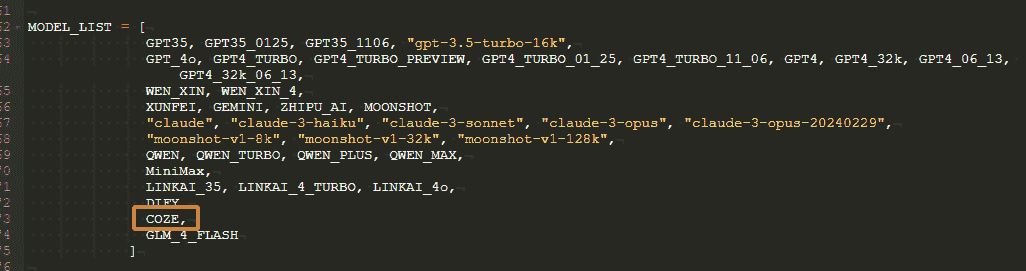 MODEL_LIST = [
GPT35, GPT35_0125, GPT35_1106, "gpt-3.5-turbo-16k",
GPT_4o, GPT4_TURBO, GPT4_TURBO_PREVIEW, GPT4_TURBO_01_25, GPT4_TURBO_11_06, GPT4, GPT4_32k, GPT4_06_13,
GPT4_32k_06_13,
WEN_XIN, WEN_XIN_4,
XUNFEI, GEMINI, ZHIPU_AI, MOONSHOT,
"claude", "claude-3-haiku", "claude-3-sonnet", "claude-3-opus", "claude-3-opus-20240229",
"moonshot-v1-8k", "moonshot-v1-32k", "moonshot-v1-128k",
QWEN, QWEN_TURBO, QWEN_PLUS, QWEN_MAX,
MiniMax,
LINKAI_35, LINKAI_4_TURBO, LINKAI_4o,
DIFY,
COZE,
GLM_4_FLASH
]